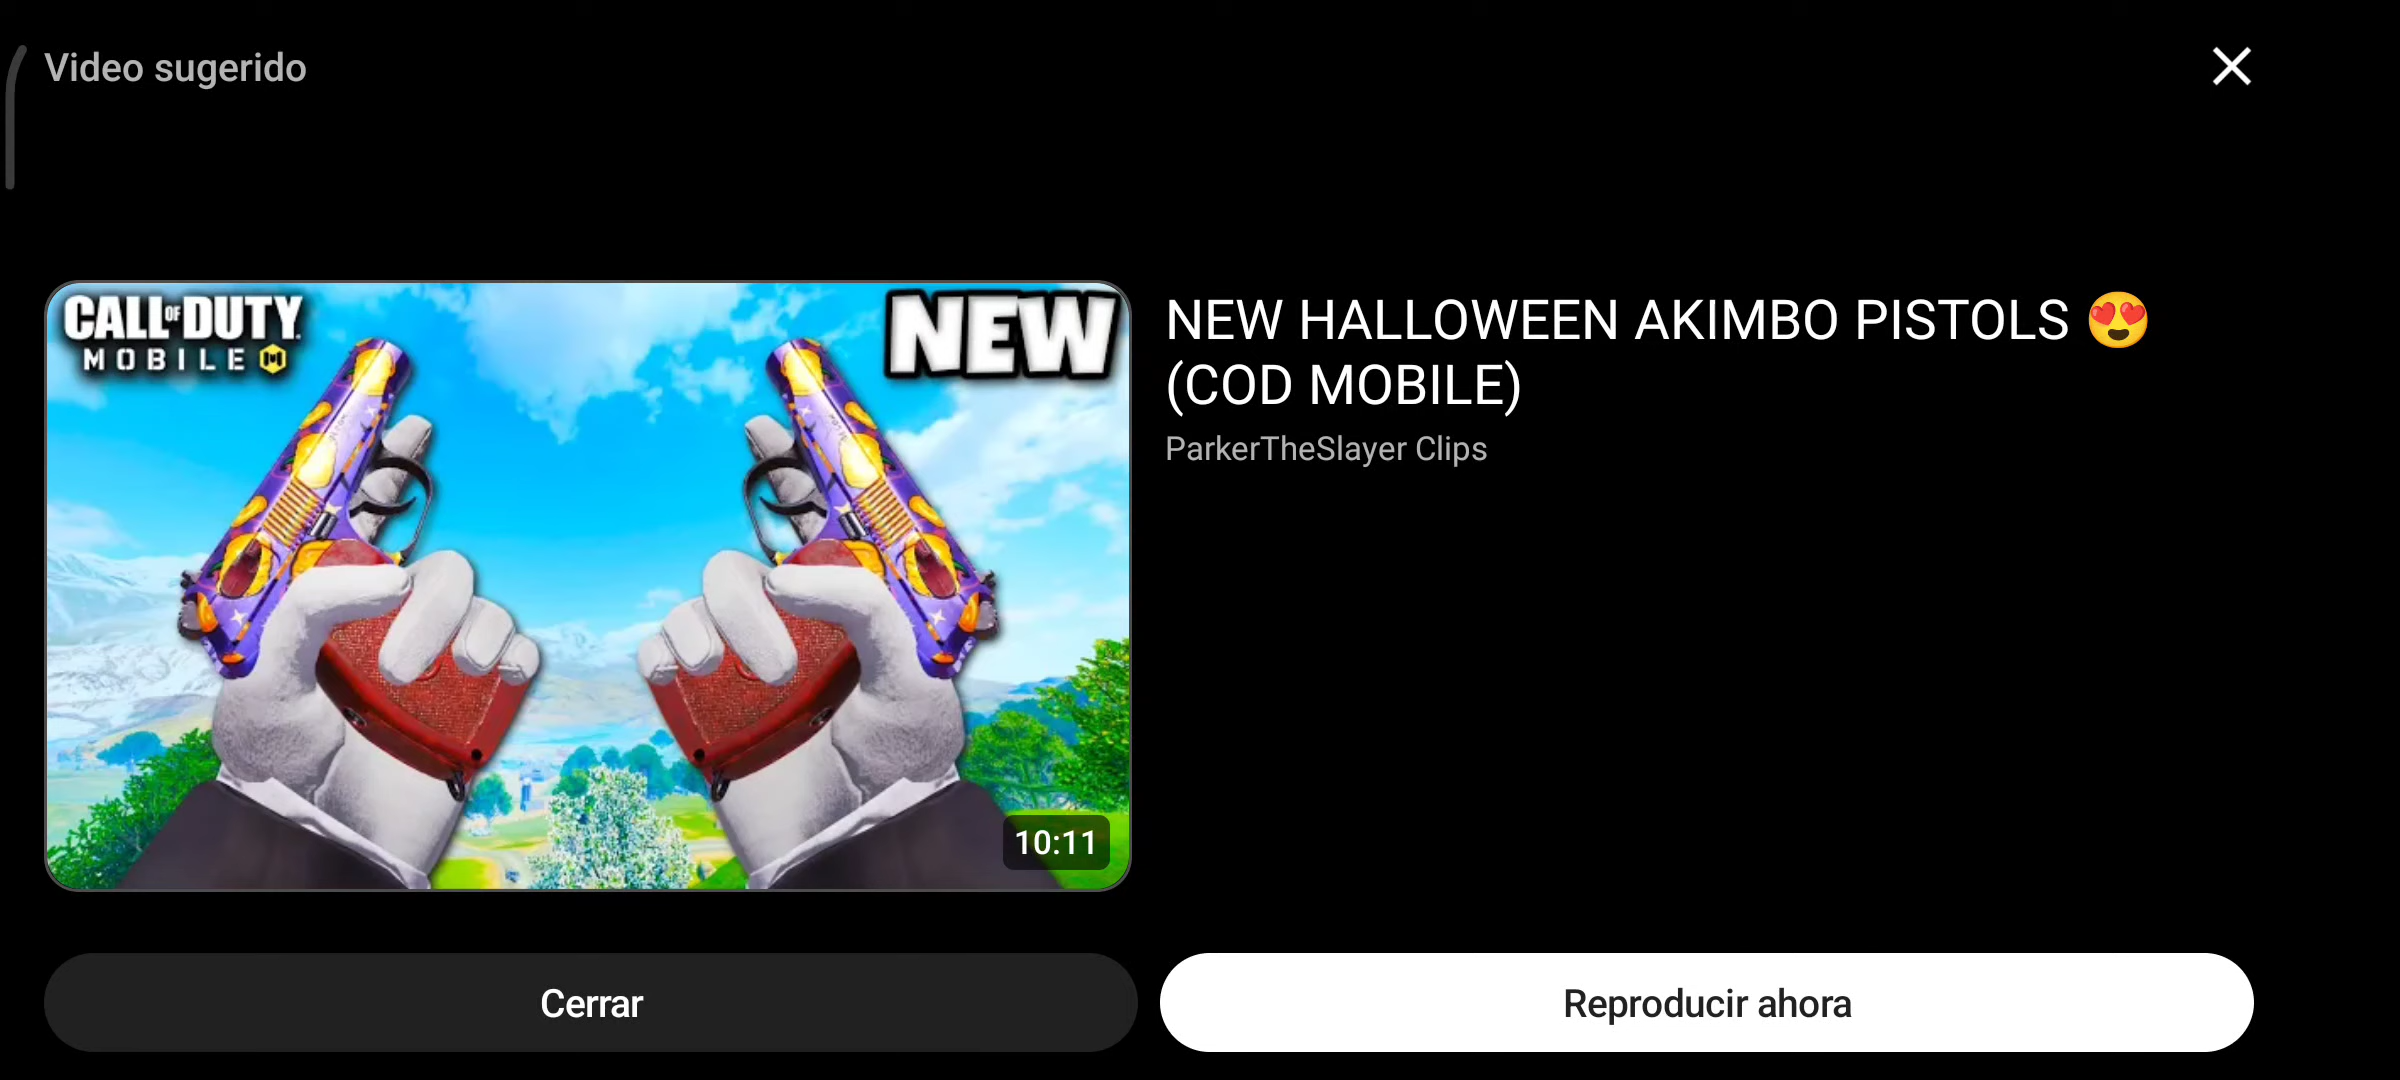 Video sugerido
CALL OF DUTY
MOBILE
NEW
NEW HALLOWEEN AKIMBO PISTOLS 😍
(COD MOBILE)
ParkerTheSlayer Clips
10:11
Cerrar
Reproducir ahora